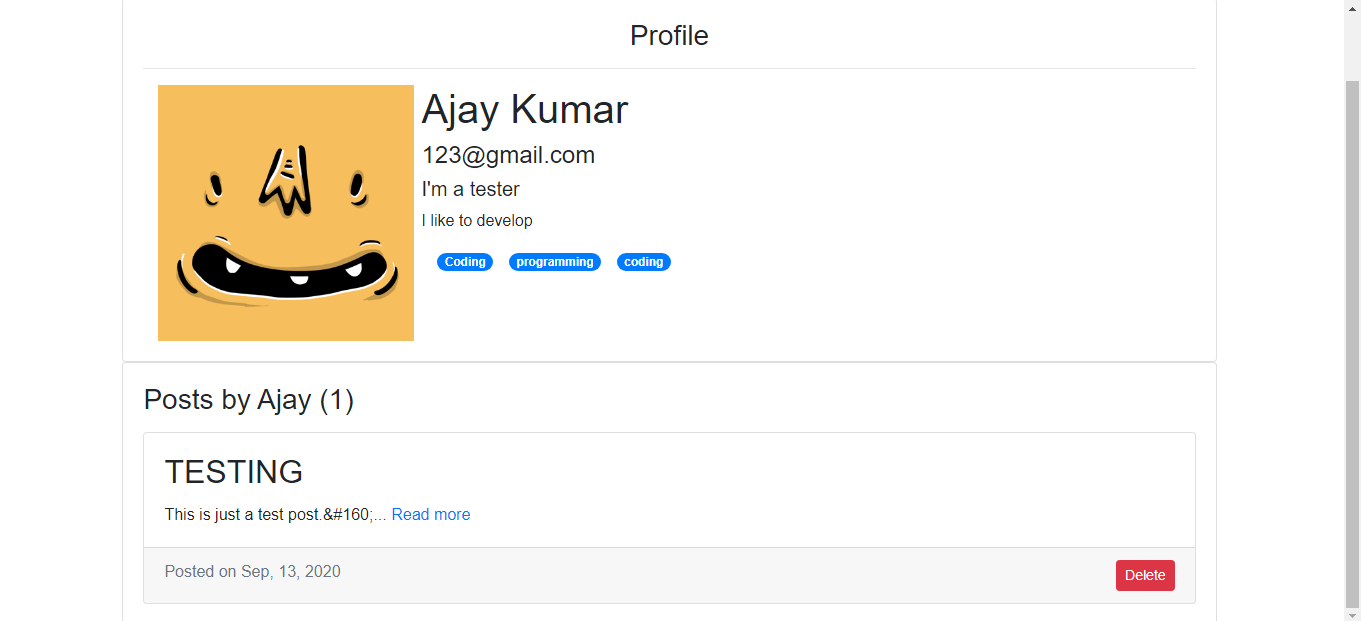 Profile
Ajay Kumar
123@gmail.com
I'm a tester
I like to develop
Coding programming coding
Posts by Ajay (1)
TESTING
This is just a test post.&#160;... Read more
Posted on Sep, 13, 2020
Delete